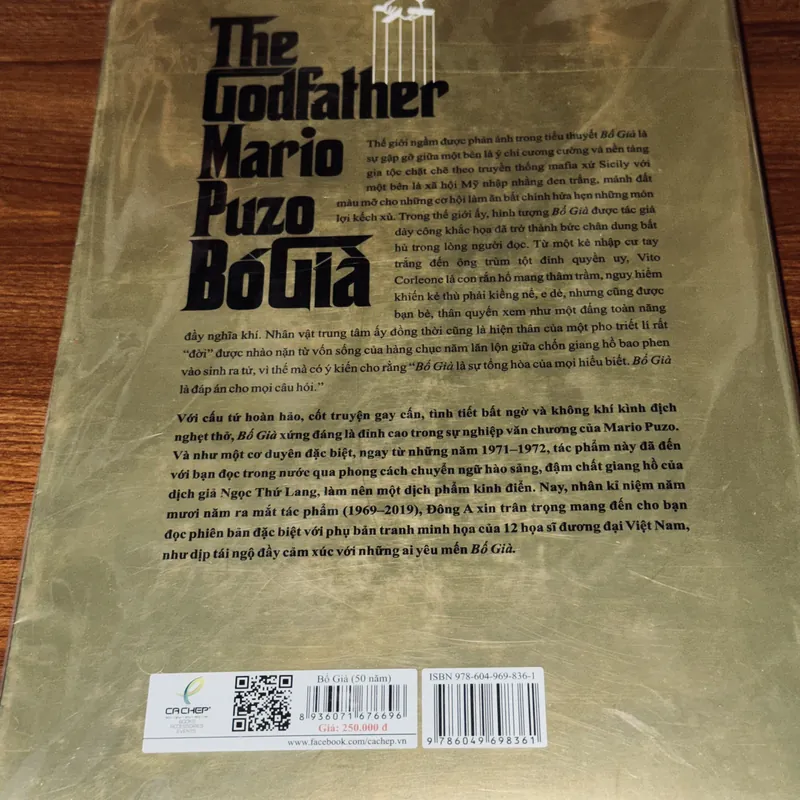 The
Godfather
Mario
Puzo
Bố Già
Thế giới ngầm được phản ánh trong tiểu thuyết Bố Già là
sự gặp gỡ giữa một bên là ý chí cương cường và nền tảng
gia tộc chặt chẽ theo truyền thống mafia xứ Sicily với
một bên là xã hội Mỹ nhập nhằng đen trắng, mảnh đất
màu mỡ cho những cơ hội làm ăn bất chính hứa hẹn những món
lợi kếch xù. Trong thế giới ấy, hình tượng Bố Già được tác giả
dày công khắc họa đã trở thành bức chân dung bất
hủ trong lòng người đọc. Từ một kẻ nhập cư tay
trắng đến ông trùm tột đỉnh quyền uy, Vito
Corleone là con rắn hổ mang thâm trầm, nguy hiểm
khiến kẻ thù phải kiềng nể, e dè, nhưng cũng được
bạn bè, thân quyến xem như một đấng toàn năng
đầy nghĩa khí. Nhân vật trung tâm ấy đồng thời cũng là hiện thân của một pho triết lí rất
“đời” được nhào nặn từ vốn sống của hàng chục năm lăn lộn giữa chốn giang hồ bao phen
vào sinh ra tử, vì thế mà có ý kiến cho rằng “Bố Già là sự tổng hòa của mọi hiểu biết. Bố Già
là đáp án cho mọi câu hỏi.”
Với cấu tứ hoàn hảo, cốt truyện gay cấn, tình tiết bất ngờ và không khí kình địch
nghẹt thở, Bố Già xứng đáng là đỉnh cao trong sự nghiệp văn chương của Mario Puzo.
Và như một cơ duyên đặc biệt, ngay từ những năm 1971–1972, tác phẩm này đã đến
với bạn đọc trong nước qua phong cách chuyển ngữ hào sảng, đậm chất giang hồ của
dịch giả Ngọc Thứ Lang, làm nên một dịch phẩm kinh điển. Nay, nhân kỉ niệm năm
mươi năm ra mắt tác phẩm (1969–2019), Đông A xin trân trọng mang đến cho bạn
đọc phiên bản đặc biệt với phụ bản tranh minh họa của 12 họa sĩ đương đại Việt Nam,
như dịp tái ngộ đầy cảm xúc với những ai yêu mến Bố Già.
CACHEP
Bố Già (50 năm)
8 936071 676696
Giá: 250.000 đ
www.facebook.com/cachep.vn
ISBN 978-604-969-836-1
9 786049 698361